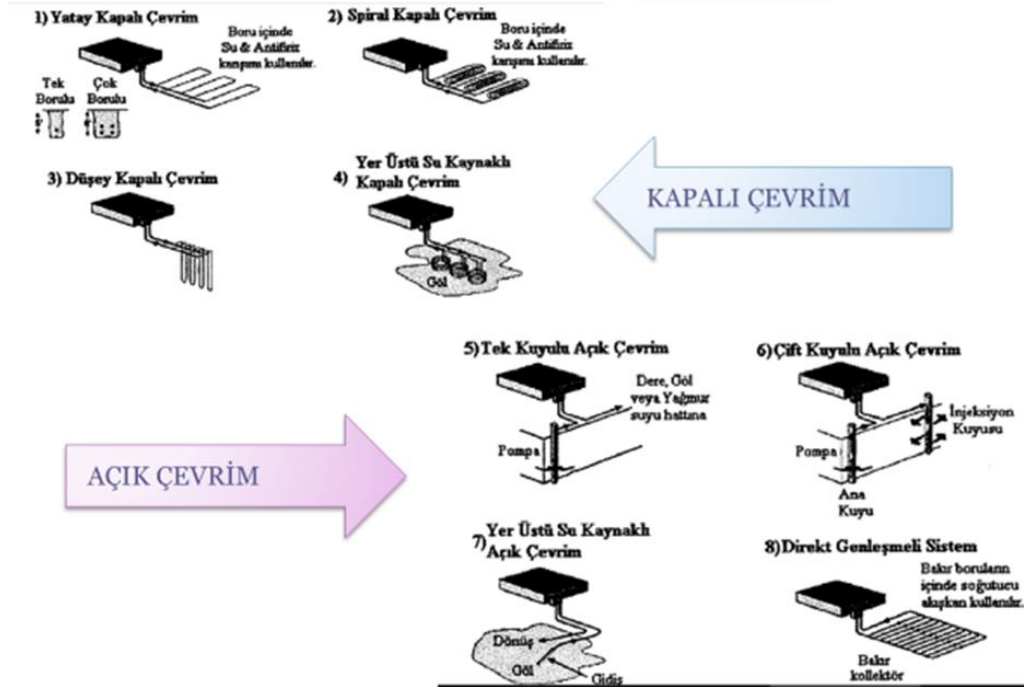 1) Yatay Kapalı Çevrim
Boru içinde
Su & Antifiriz
karışımı kullanılır.
Tek
Borulu
Çok
Borulu
2) Spiral Kapalı Çevrim
Boru içinde
Su & Antifiriz
karışımı kullanılır.
3) Düşey Kapalı Çevrim
4) Yer Üstü Su Kaynaklı
Kapalı Çevrim
Göl
KAPALI ÇEVRİM
AÇIK ÇEVRİM
5) Tek Kuyulu Açık Çevrim
Dere, Göl
veya Yağmur
suyu hattına
Pompa
6) Çift Kuyulu Açık Çevrim
İnjeksiyon
Kuyusu
Pompa
Ana
Kuyu
7) Yer Üstü Su Kaynaklı
Açık Çevrim
Dönüş
Göl
Gidiş
8) Direkt Genleşmeli Sistem
Bakır boruların
içinde soğutucu
akışkan kullanılır.
Bakır
kollektör